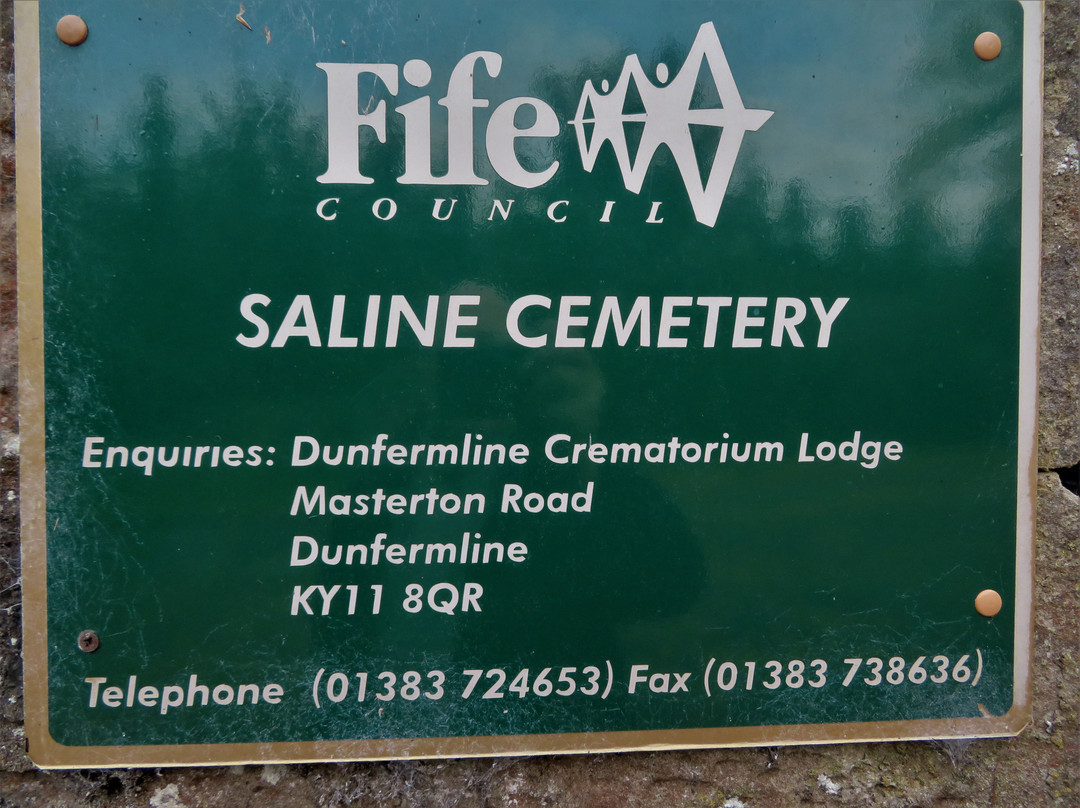 Fife
COUNCIL
SALINE CEMETERY
Enquiries: Dunfermline Crematorium Lodge
Masterton Road
Dunfermline
KY11 8QR
Telephone (01383 724653) Fax (01383 738636)